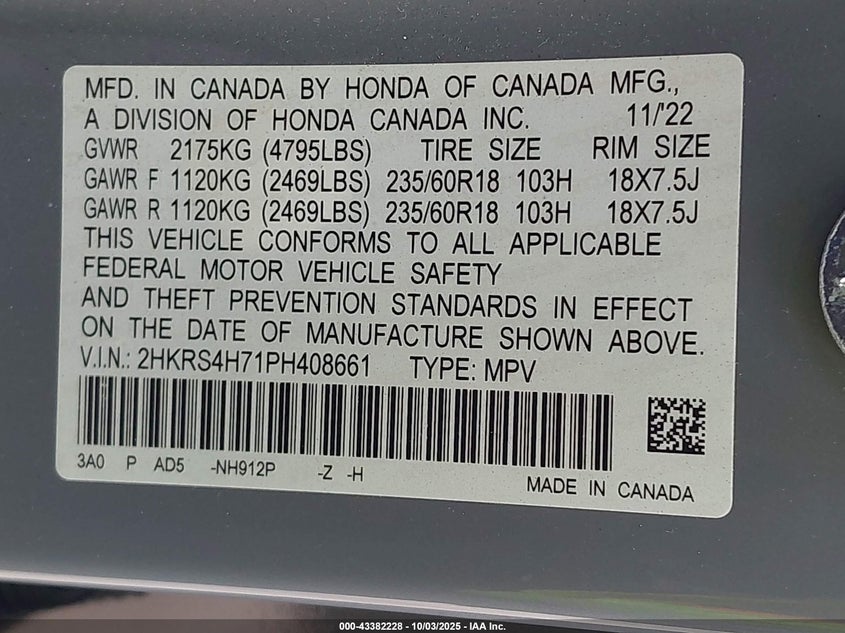 MFD. IN CANADA BY HONDA OF CANADA MFG.,
A DIVISION OF HONDA CANADA INC. 11/'22
GVWR 2175KG (4795LBS) TIRE SIZE RIM SIZE
GAWR F 1120KG (2469LBS) 235/60R18 103H 18X7.5J
GAWR R 1120KG (2469LBS) 235/60R18 103H 18X7.5J
THIS VEHICLE CONFORMS TO ALL APPLICABLE
FEDERAL MOTOR VEHICLE SAFETY
AND THEFT PREVENTION STANDARDS IN EFFECT
ON THE DATE OF MANUFACTURE SHOWN ABOVE.
V.I.N.: 2HKRS4H71PH408661 TYPE: MPV
3A0 P AD5 -NH912P -Z -H
MADE IN CANADA
000-43382228 - 10/03/2025 - IAA Inc.